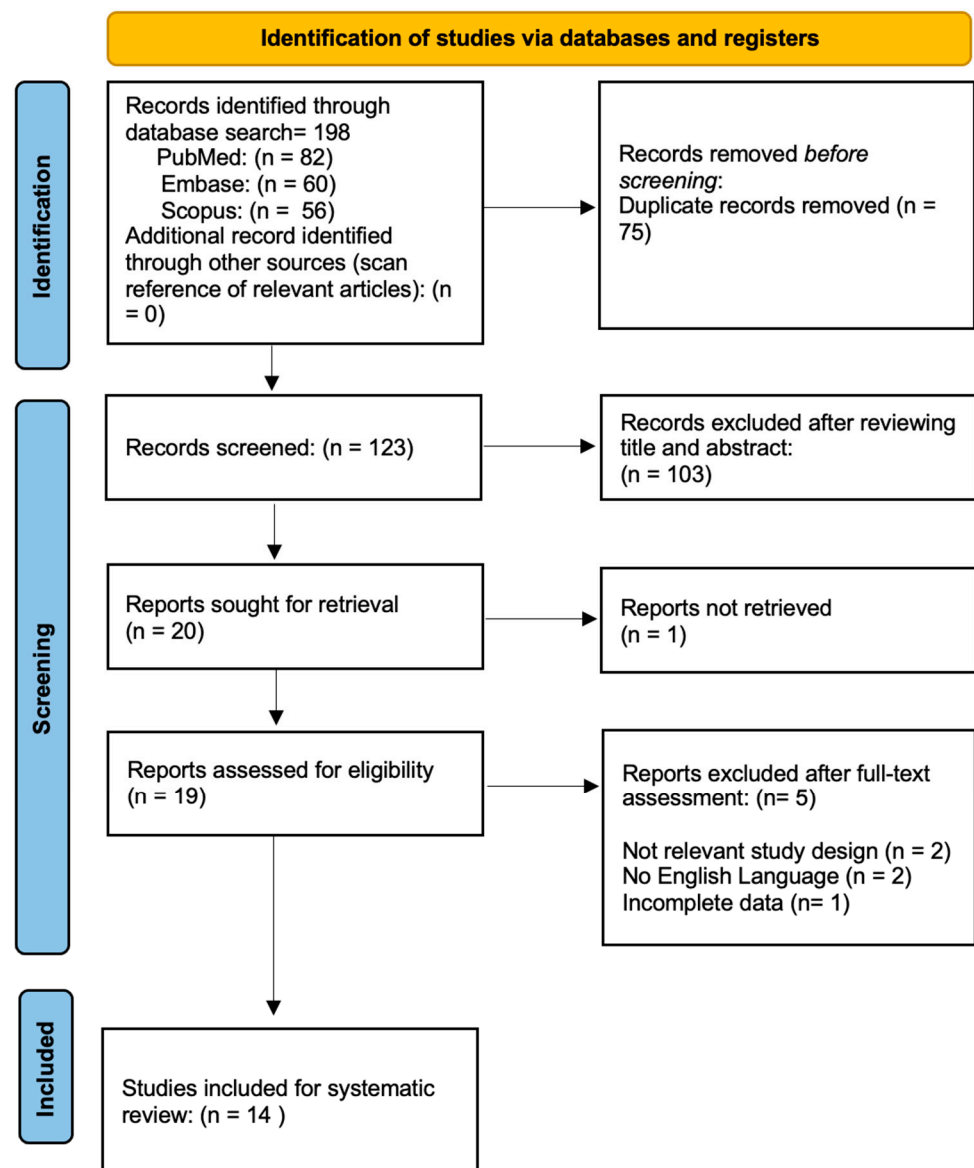 Identification of studies via databases and registers
Identification
Records identified through
database search= 198
PubMed: (n = 82)
Embase: (n = 60)
Scopus: (n = 56)
Additional record identified
through other sources (scan
reference of relevant articles): (n
= 0)
Records removed before
screening:
Duplicate records removed (n =
75)
Screening
Records screened: (n = 123)
Records excluded after reviewing
title and abstract:
(n = 103)
Reports sought for retrieval
(n = 20)
Reports not retrieved
(n = 1)
Reports assessed for eligibility
(n = 19)
Reports excluded after full-text
assessment: (n= 5)
Not relevant study design (n = 2)
No English Language (n = 2)
Incomplete data (n= 1)
Included
Studies included for systematic
review: (n = 14 )